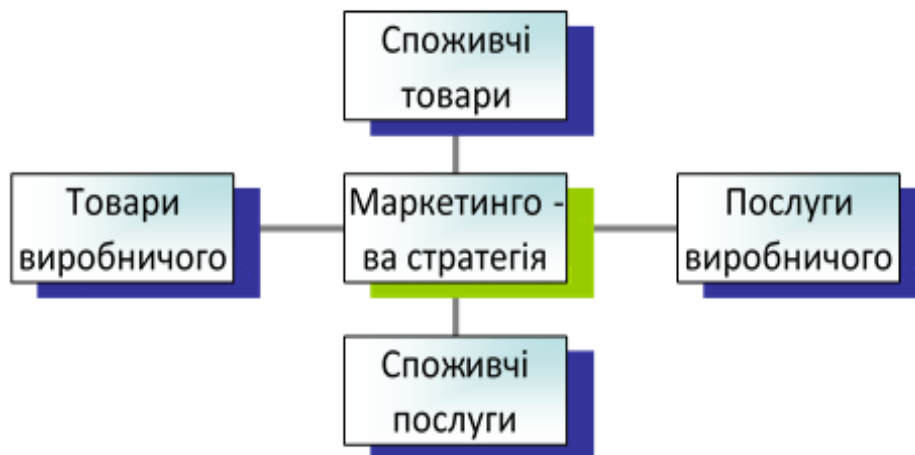 Споживчі
товари
Товари
виробничого
Маркетинго -
ва стратегія
Послуги
виробничого
Споживчі
послуги